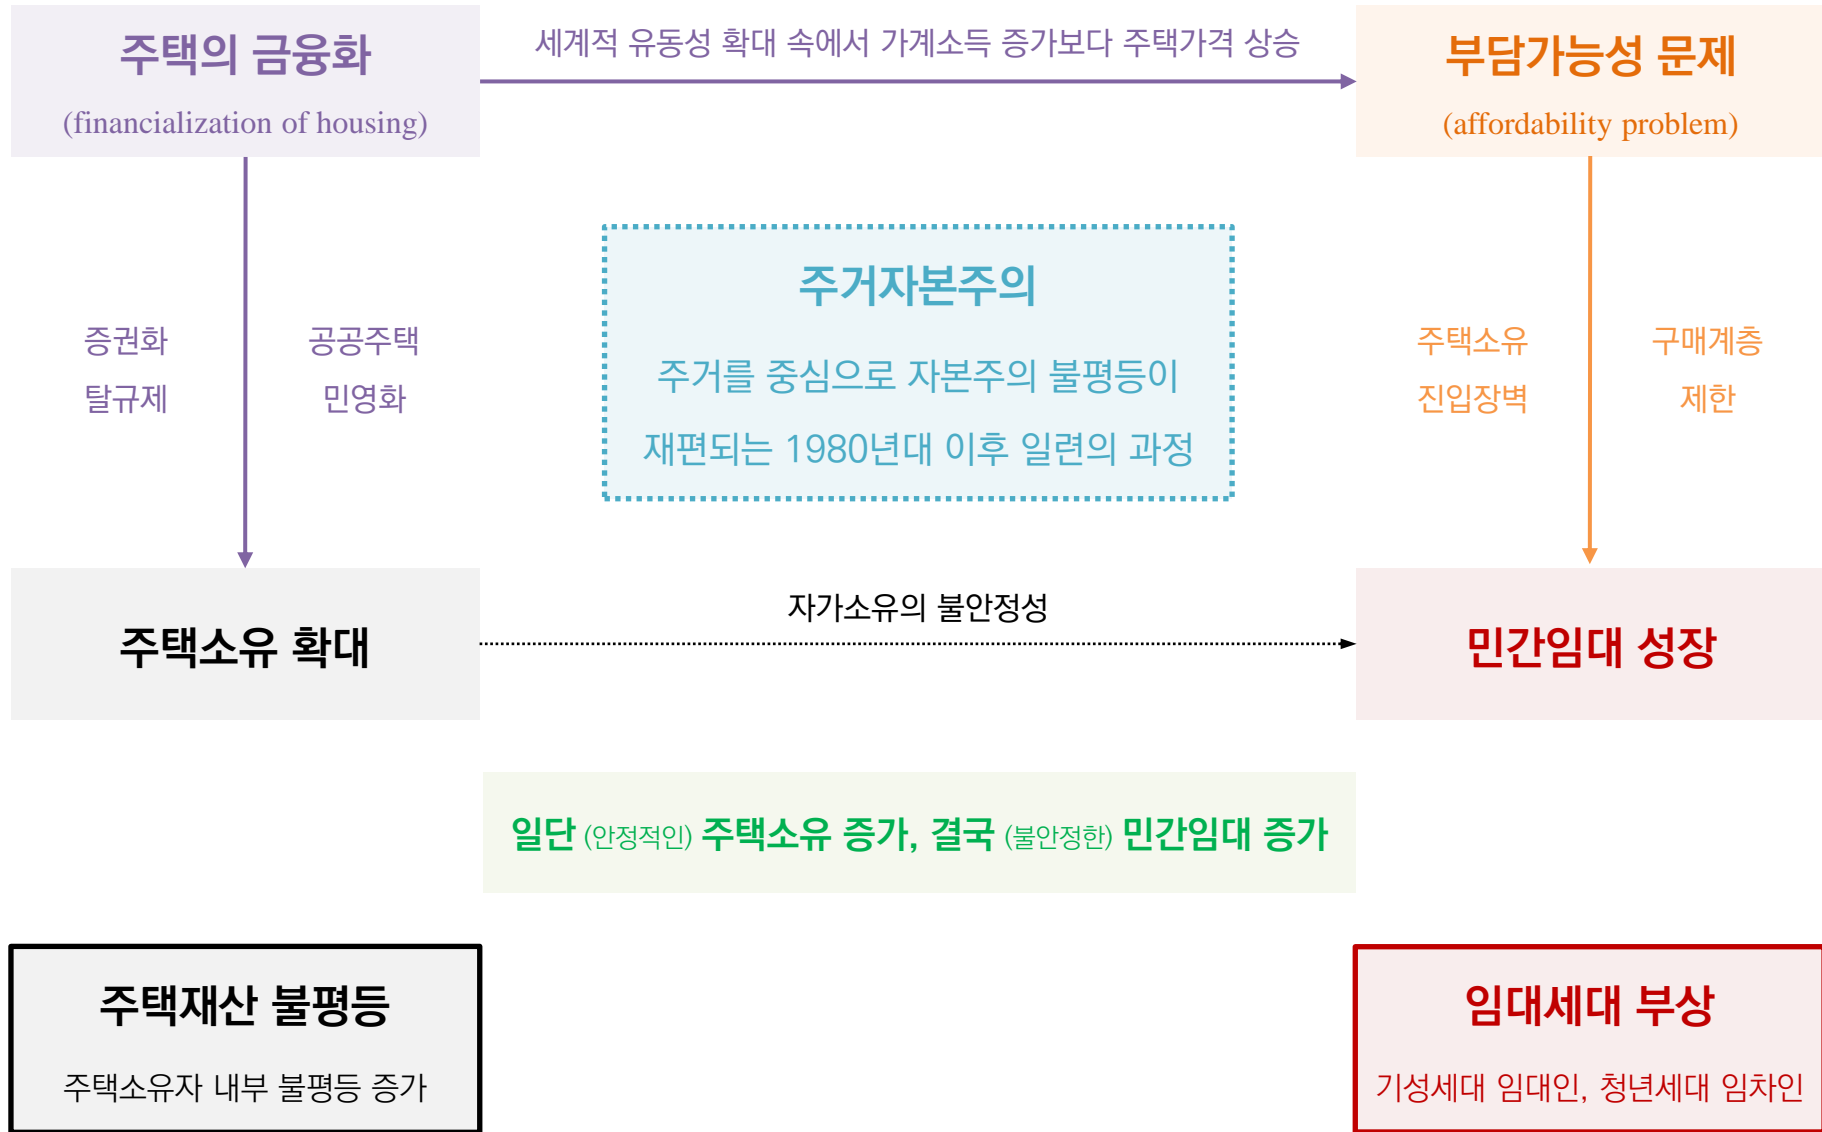 주택의 금융화
(financialization of housing)
세계적 유동성 확대 속에서 가계소득 증가보다 주택가격 상승
부담가능성 문제
(affordability problem)
증권화
탈규제
공공주택
민영화
주거자본주의
주거를 중심으로 자본주의 불평등이
재편되는 1980년대 이후 일련의 과정
주택소유
진입장벽
구매계층
제한
주택소유 확대
자가소유의 불안정성
민간임대 성장
일단 (안정적인) 주택소유 증가, 결국 (불안정한) 민간임대 증가
주택재산 불평등
주택소유자 내부 불평등 증가
임대세대 부상
기성세대 임대인, 청년세대 임차인